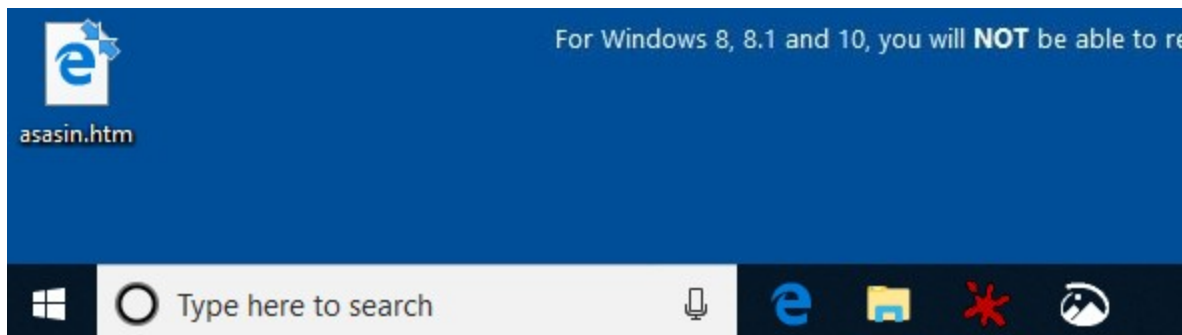 For Windows 8, 8.1 and 10, you will NOT be able to re
asasin.htm
Type here to search